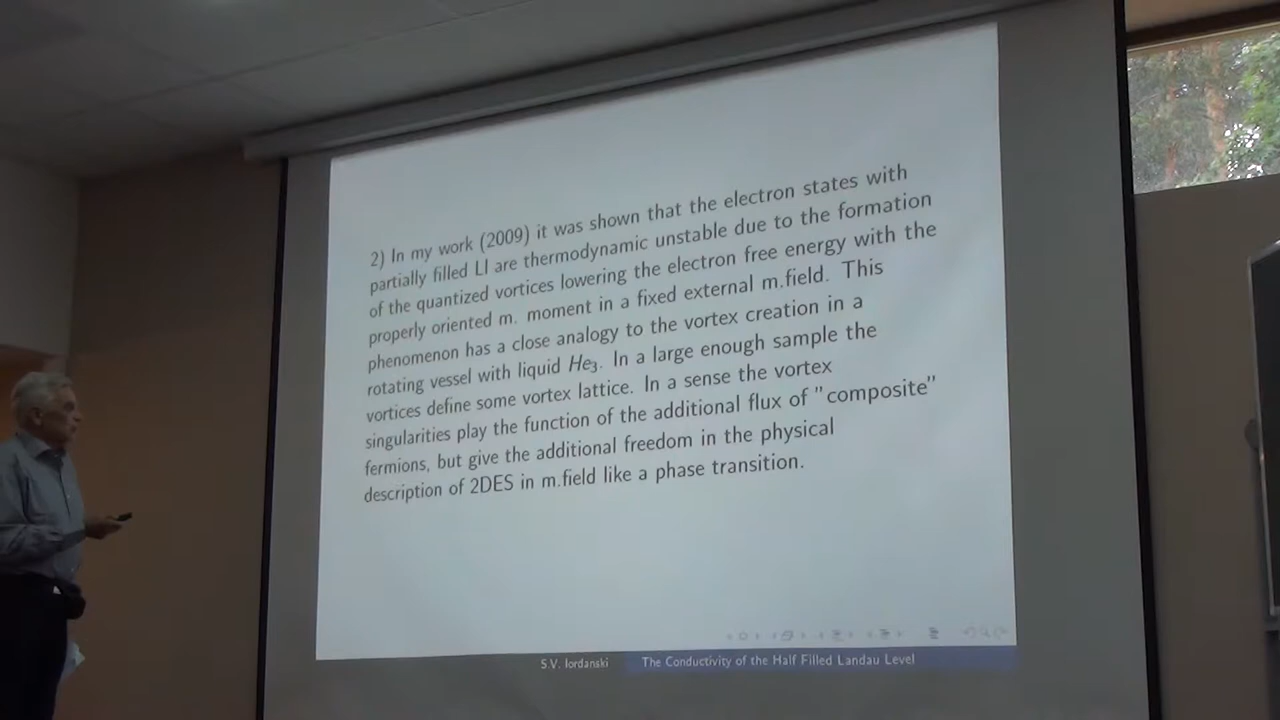 2) In my work (2009) it was shown that the electron states with
partially filled Ll are thermodynamic unstable due to the formation
of the quantized vortices lowering the electron free energy with the
properly oriented m. moment in a fixed external m.field. This
phenomenon has a close analogy to the vortex creation in a
rotating vessel with liquid He₃. In a large enough sample the
vortices define some vortex lattice. In a sense the vortex
singularities play the function of the additional flux of "composite"
fermions, but give the additional freedom in the physical
description of 2DES in m.field like a phase transition.
S.V. Iordanski The Conductivity of the Half Filled Landau Level